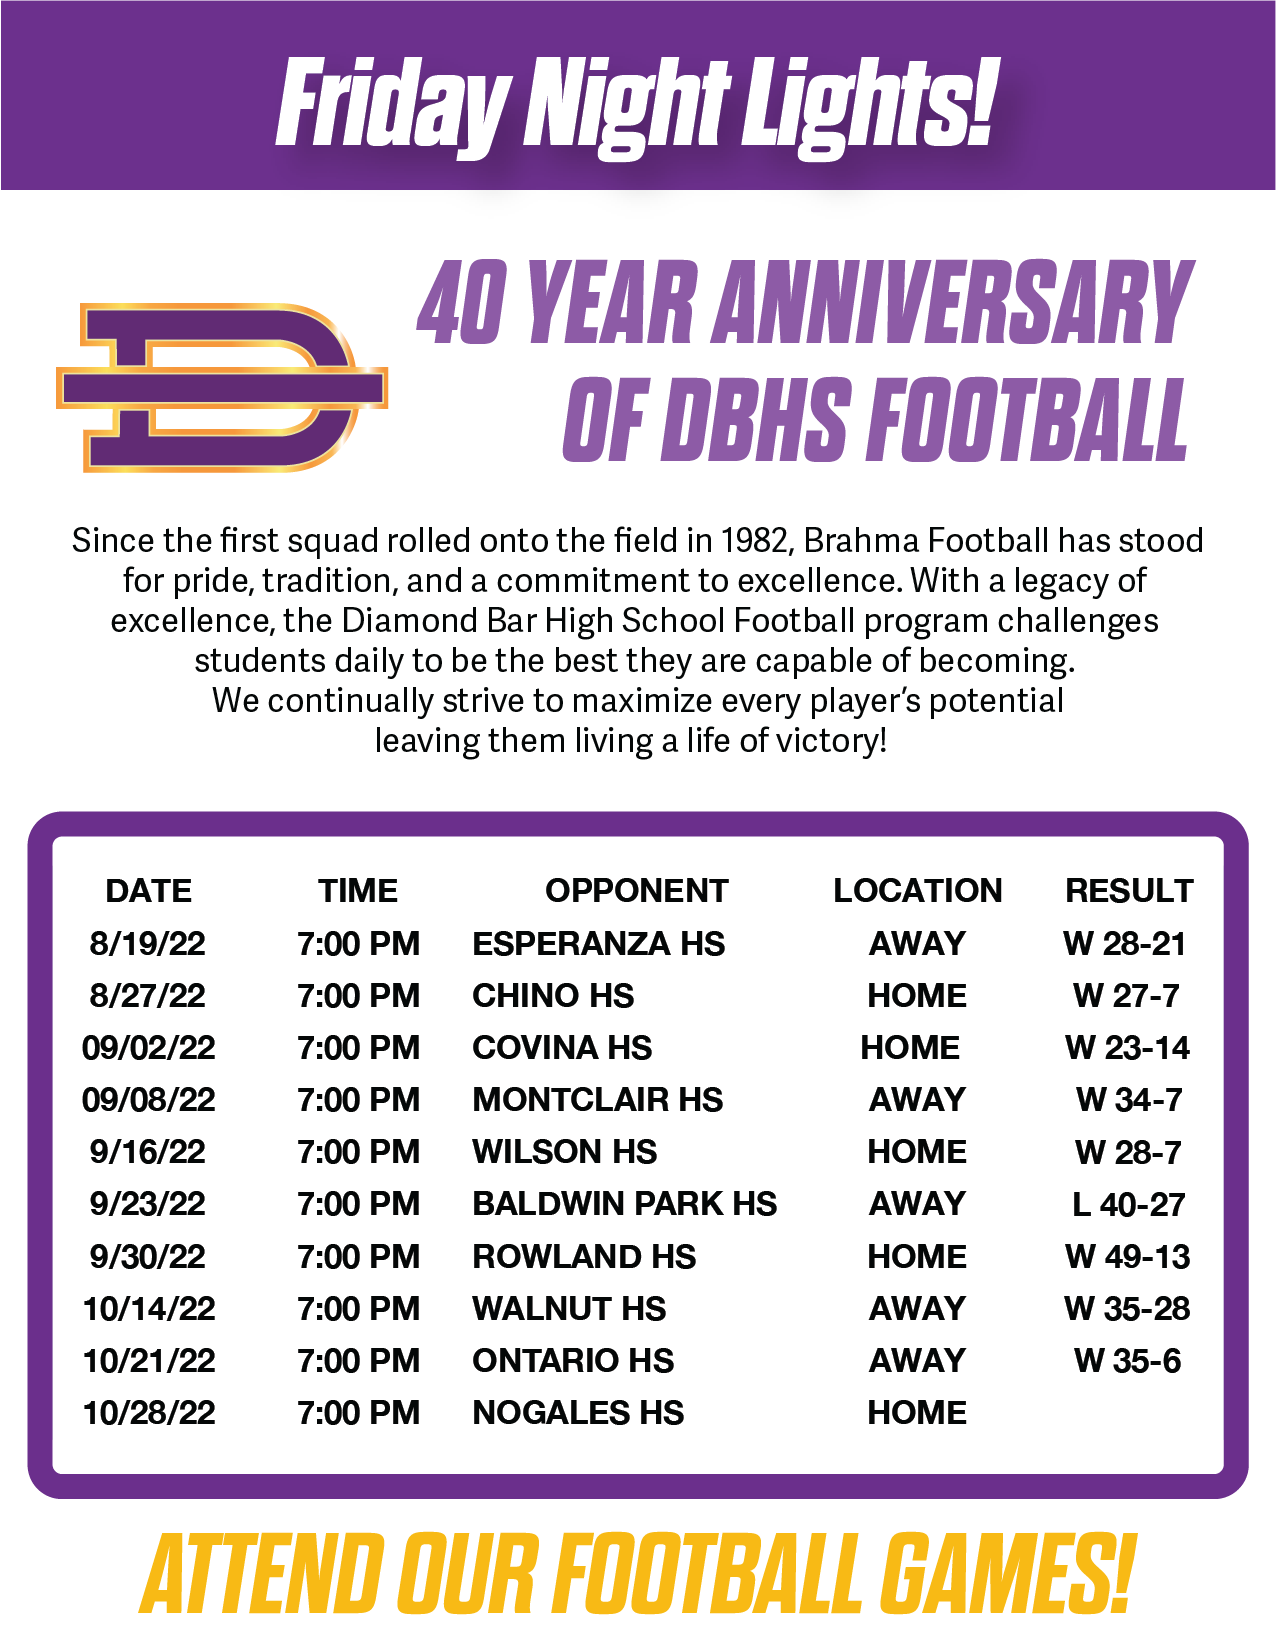 Friday Night Lights!
40 YEAR ANNIVERSARY
OF DBHS FOOTBALL
D
Since the first squad rolled onto the field in 1982, Brahma Football has stood
for pride, tradition, and a commitment to excellence. With a legacy of
excellence, the Diamond Bar High School Football program challenges
students daily to be the best they are capable of becoming.
We continually strive to maximize every player’s potential
leaving them living a life of victory!
DATE TIME OPPONENT LOCATION RESULT
8/19/22 7:00 PM ESPERANZA HS AWAY W 28-21
8/27/22 7:00 PM CHINO HS HOME W 27-7
09/02/22 7:00 PM COVINA HS HOME W 23-14
09/08/22 7:00 PM MONTCLAIR HS AWAY W 34-7
9/16/22 7:00 PM WILSON HS HOME W 28-7
9/23/22 7:00 PM BALDWIN PARK HS AWAY L 40-27
9/30/22 7:00 PM ROWLAND HS HOME W 49-13
10/14/22 7:00 PM WALNUT HS AWAY W 35-28
10/21/22 7:00 PM ONTARIO HS AWAY W 35-6
10/28/22 7:00 PM NOGALES HS HOME
ATTEND OUR FOOTBALL GAMES!